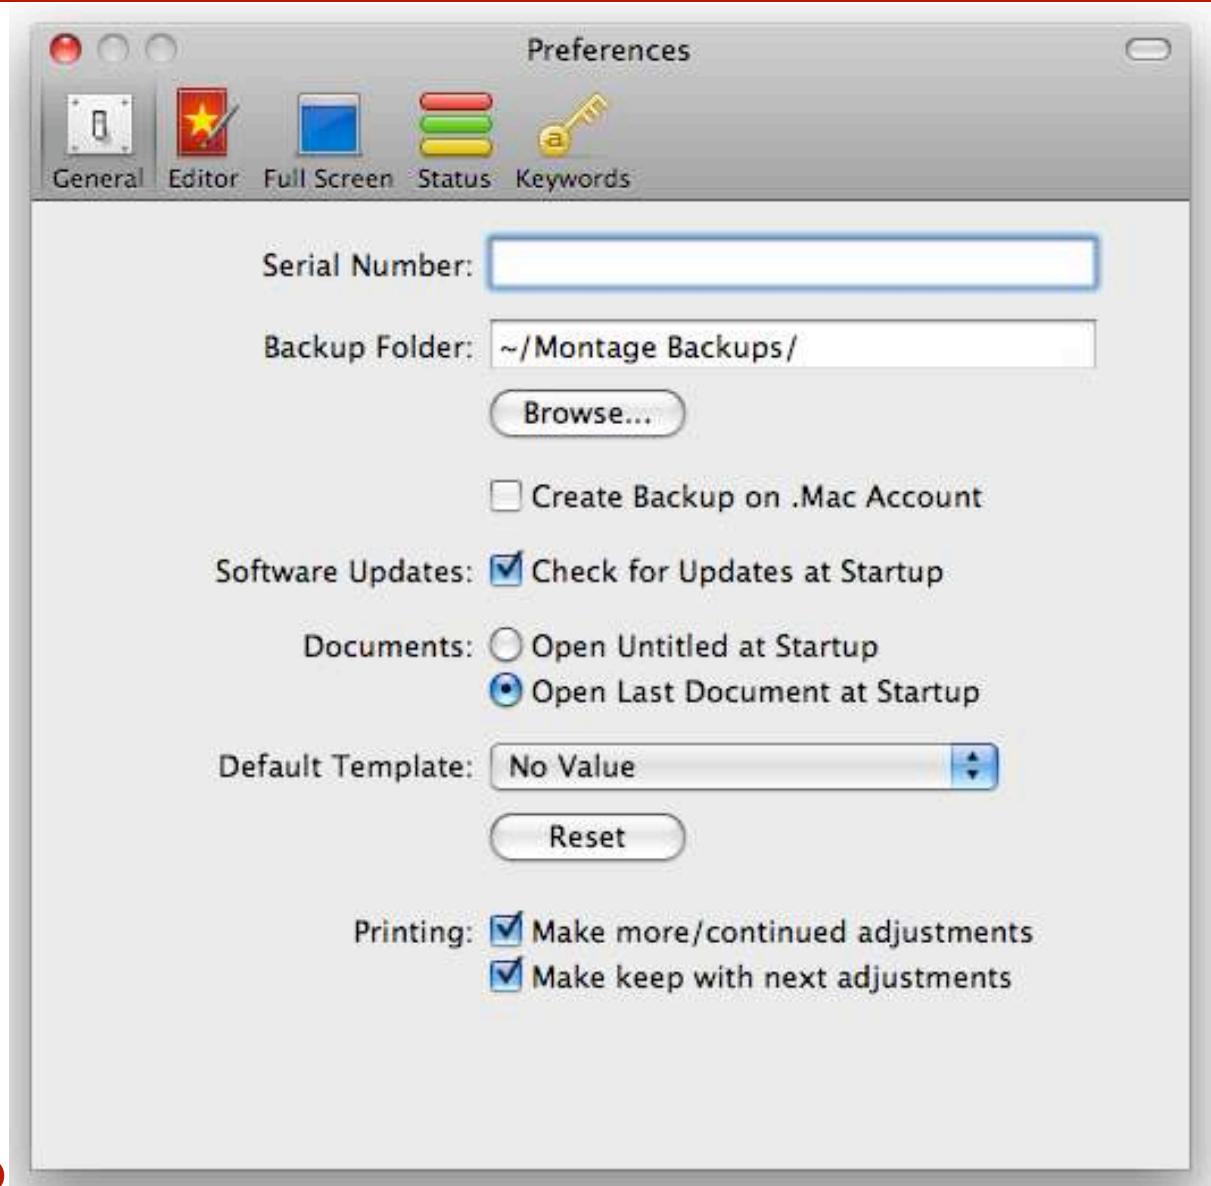 Preferences
General Editor Full Screen Status Keywords
a
Serial Number:
Backup Folder: ~/Montage Backups/
Browse...
Create Backup on .Mac Account
Software Updates: Check for Updates at Startup
Documents: Open Untitled at Startup
Open Last Document at Startup
Default Template: No Value
Reset
Printing: Make more/continued adjustments
Make keep with next adjustments